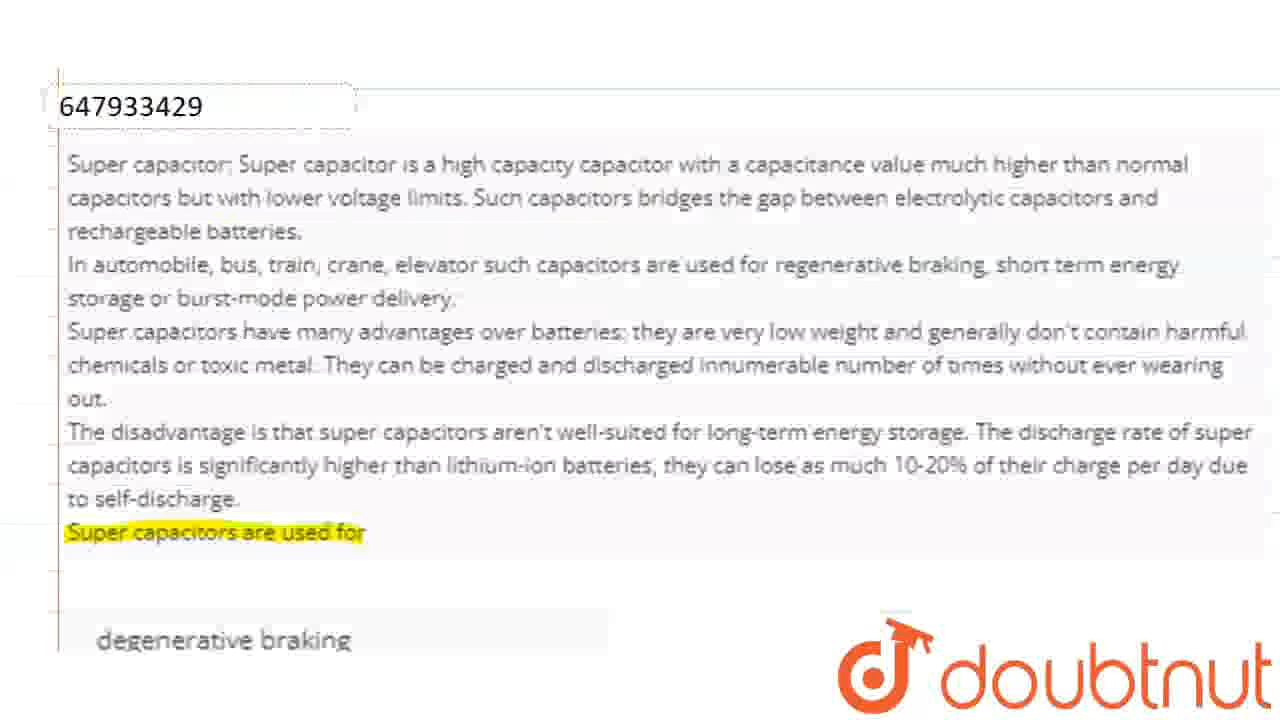 647933429
Super capacitor: Super capacitor is a high capacity capacitor with a capacitance value much higher than normal
capacitors but with lower voltage limits. Such capacitors bridges the gap between electrolytic capacitors and
rechargeable batteries.
In automobile, bus, train, crane, elevator such capacitors are used for regenerative braking, short term energy
storage or burst-mode power delivery.
Super capacitors have many advantages over batteries; they are very low weight and generally don't contain harmful
chemicals or toxic metal. They can be charged and discharged innumerable number of times without ever wearing
out.
The disadvantage is that super capacitors aren't well-suited for long-term energy storage. The discharge rate of super
capacitors is significantly higher than lithium-ion batteries; they can lose as much 10-20% of their charge per day due
to self-discharge.
Super capacitors are used for
degenerative braking
doubtnut